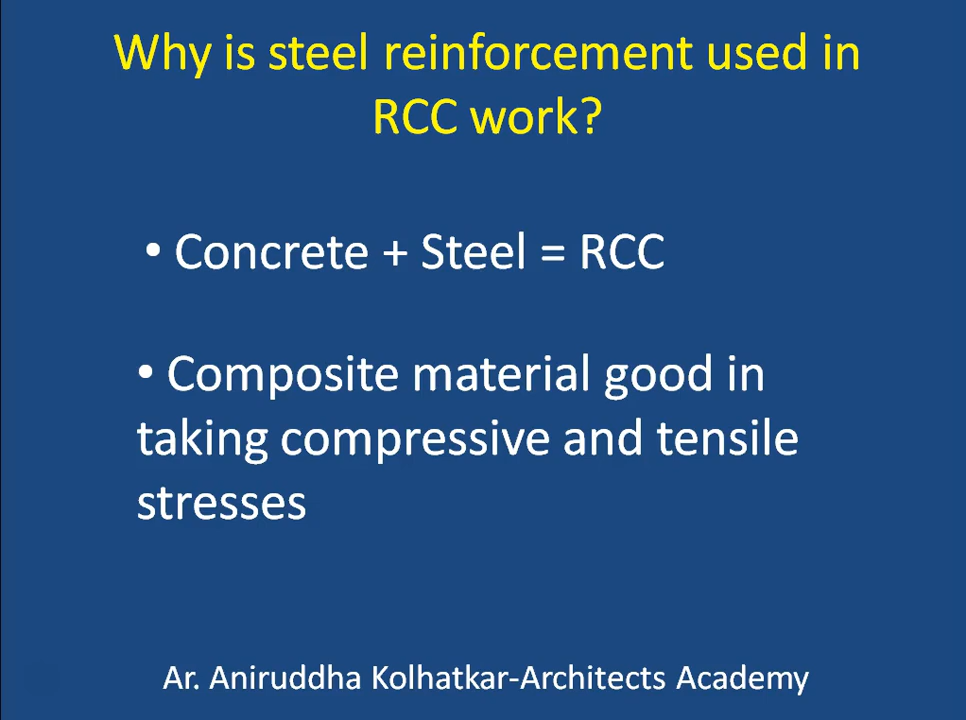 Why is steel reinforcement used in
RCC work?
• Concrete + Steel = RCC
• Composite material good in
taking compressive and tensile
stresses
Ar. Aniruddha Kolhatkar-Architects Academy